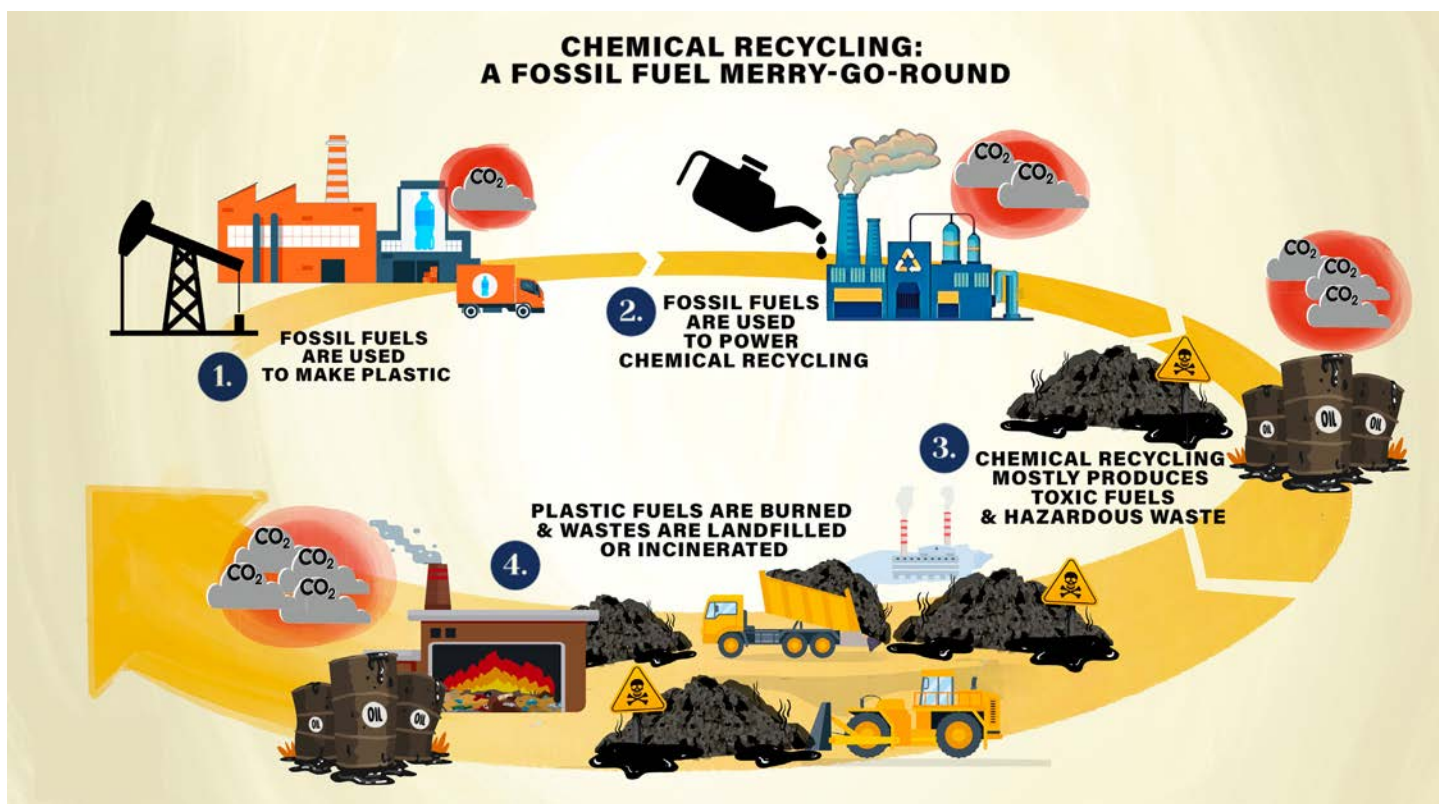 CHEMICAL RECYCLING:
A FOSSIL FUEL MERRY-GO-ROUND
CO₂
CO₂
CO₂
1.
FOSSIL FUELS
ARE USED
TO MAKE PLASTIC
2.
FOSSIL FUELS
ARE USED
TO POWER
CHEMICAL RECYCLING
CO₂
CO₂
CO₂
OIL
OIL
OIL
3.
CHEMICAL RECYCLING
MOSTLY PRODUCES
TOXIC FUELS
& HAZARDOUS WASTE
4.
PLASTIC FUELS ARE BURNED
& WASTES ARE LANDFILLED
OR INCINERATED
CO₂
CO₂
CO₂
CO₂
OIL
OIL
OIL